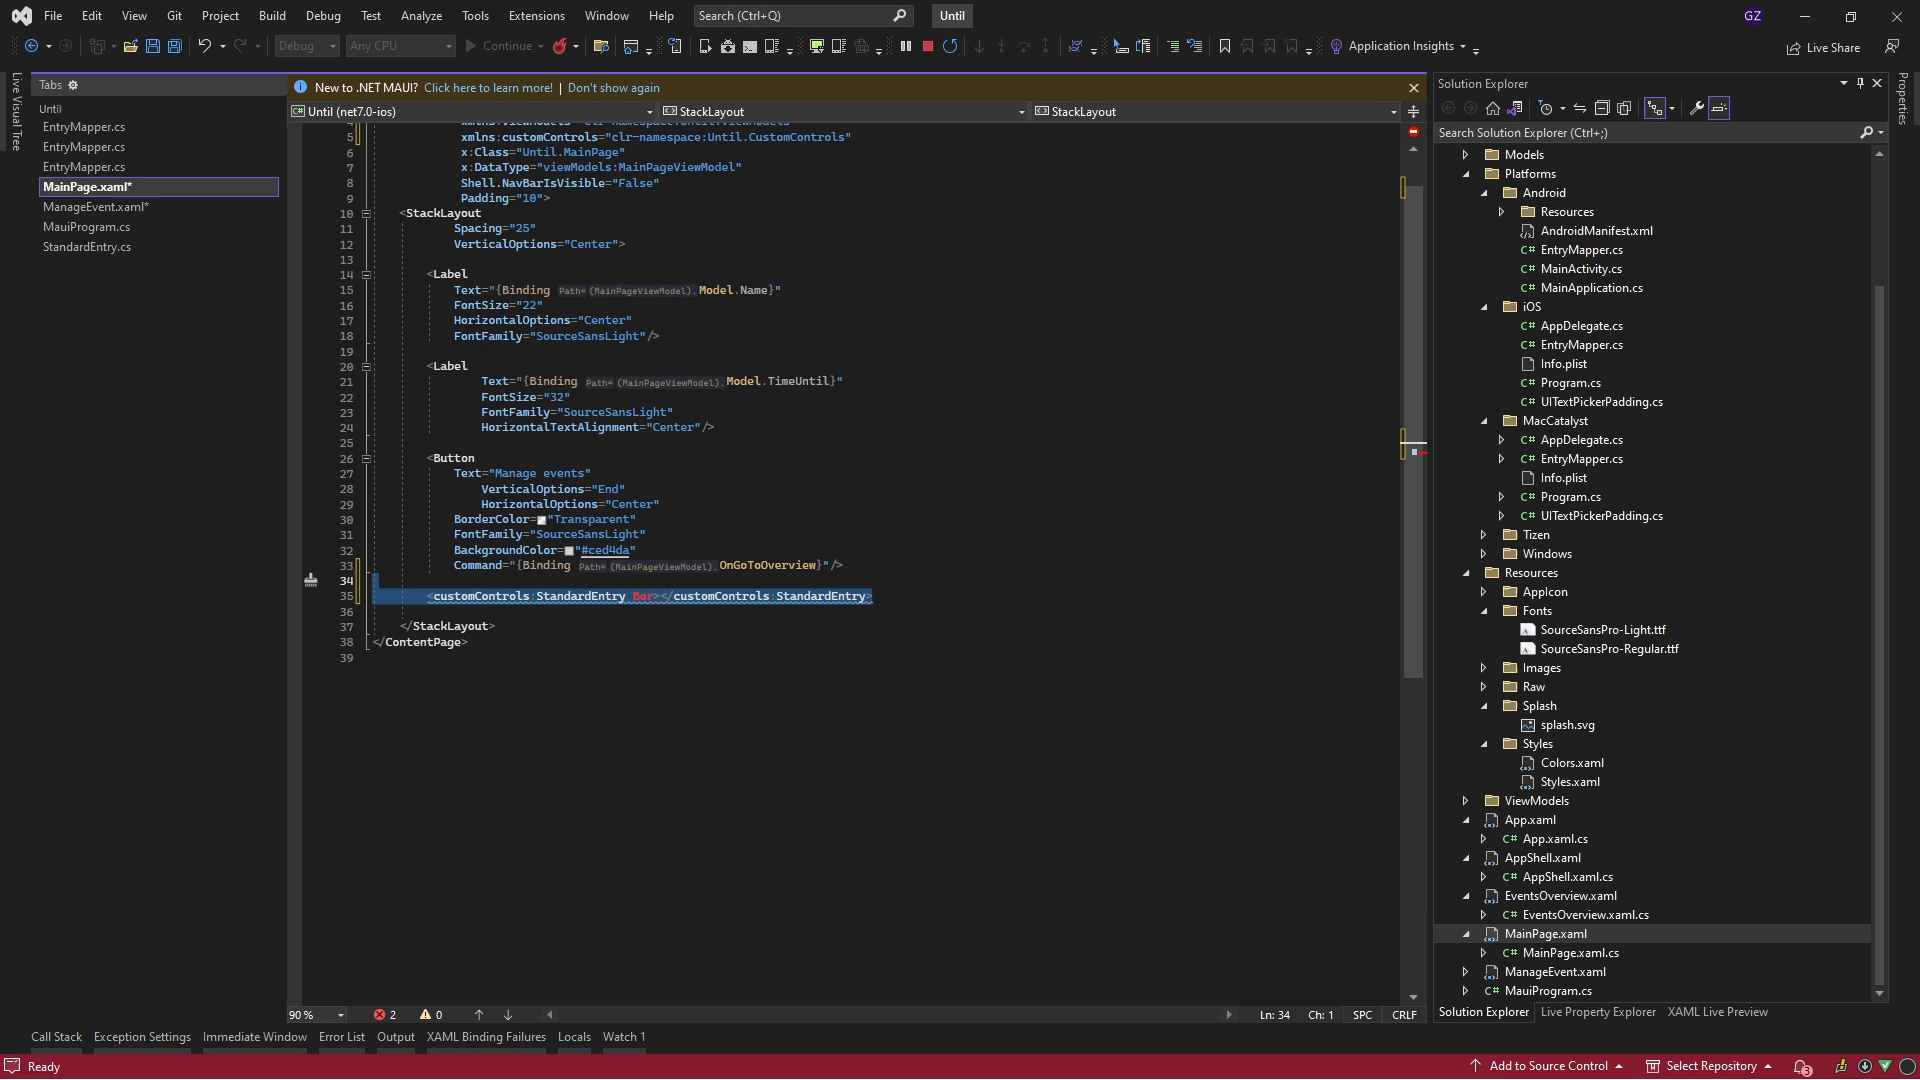 File Edit View Git Project Build Debug Test Analyze Tools Extensions Window Help Search (Ctrl+Q) Until GZ
Debug Any CPU Continue Application Insights Live Share
Live Visual Tree
Tabs
Until
EntryMapper.cs
EntryMapper.cs
EntryMapper.cs
MainPage.xaml*
ManageEvent.xaml*
MauiProgram.cs
StandardEntry.cs
New to .NET MAUI? Click here to learn more! | Don't show again
Until (net7.0-ios) StackLayout StackLayout
5 xmlns:customControls="clr-namespace:Until.CustomControls"
6 x:Class="Until.MainPage"
7 x:DataType="viewModels:MainPageViewModel"
8 Shell.NavBarIsVisible="False"
9 Padding="10">
10 <StackLayout
11 Spacing="25"
12 VerticalOptions="Center">
13
14 <Label
15 Text="{Binding Path=(MainPageViewModel).Model.Name}"
16 FontSize="22"
17 HorizontalOptions="Center"
18 FontFamily="SourceSansLight"/>
19
20 <Label
21 Text="{Binding Path=(MainPageViewModel).Model.TimeUntil}"
22 FontSize="32"
23 FontFamily="SourceSansLight"
24 HorizontalTextAlignment="Center"/>
25
26 <Button
27 Text="Manage events"
28 VerticalOptions="End"
29 HorizontalOptions="Center"
30 BorderColor="Transparent"
31 FontFamily="SourceSansLight"
32 BackgroundColor="#ced4da"
33 Command="{Binding Path=(MainPageViewModel).OnGoToOverview}"/>
34
35 <customControls:StandardEntry Bor></customControls:StandardEntry>
36
37 </StackLayout>
38 </ContentPage>
39
90 % 2 0 Ln: 34 Ch: 1 SPC CRLF
Solution Explorer
Search Solution Explorer (Ctrl+;)
Models
Platforms
Android
Resources
AndroidManifest.xml
C# EntryMapper.cs
C# MainActivity.cs
C# MainApplication.cs
iOS
C# AppDelegate.cs
C# EntryMapper.cs
Info.plist
C# Program.cs
C# UITextPickerPadding.cs
MacCatalyst
C# AppDelegate.cs
C# EntryMapper.cs
Info.plist
C# Program.cs
C# UITextPickerPadding.cs
Tizen
Windows
Resources
AppIcon
Fonts
SourceSansPro-Light.ttf
SourceSansPro-Regular.ttf
Images
Raw
Splash
splash.svg
Styles
Colors.xaml
Styles.xaml
ViewModels
App.xaml
C# App.xaml.cs
AppShell.xaml
C# AppShell.xaml.cs
EventsOverview.xaml
C# EventsOverview.xaml.cs
MainPage.xaml
C# MainPage.xaml.cs
ManageEvent.xaml
C# MauiProgram.cs
Solution Explorer Live Property Explorer XAML Live Preview
Properties
Call Stack Exception Settings Immediate Window Error List Output XAML Binding Failures Locals Watch 1
Ready Add to Source Control Select Repository 3